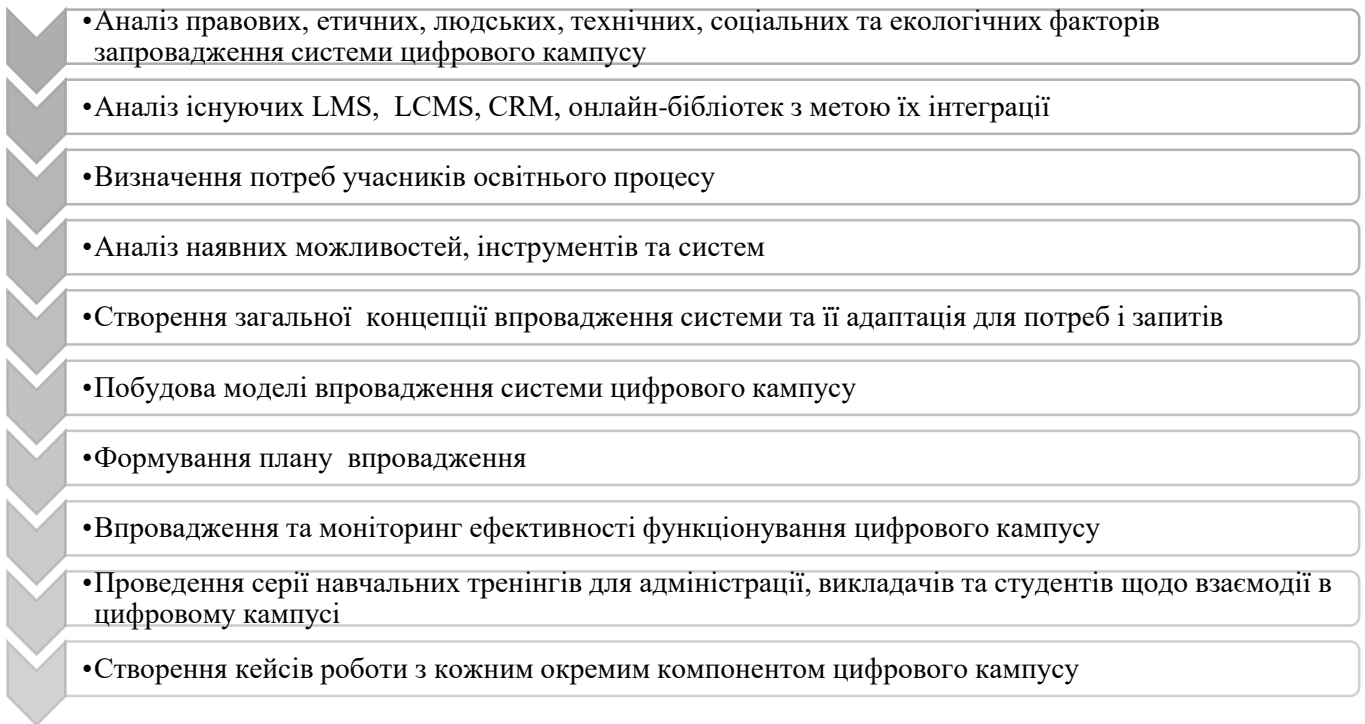 •Аналіз правових, етичних, людських, технічних, соціальних та екологічних факторів
запровадження системи цифрового кампусу
•Аналіз існуючих LMS, LCMS, CRM, онлайн-бібліотек з метою їх інтеграції
•Визначення потреб учасників освітнього процесу
•Аналіз наявних можливостей, інструментів та систем
•Створення загальної концепції впровадження системи та її адаптація для потреб і запитів
•Побудова моделі впровадження системи цифрового кампусу
•Формування плану впровадження
•Впровадження та моніторинг ефективності функціонування цифрового кампусу
•Проведення серії навчальних тренінгів для адміністрації, викладачів та студентів щодо взаємодії в
цифровому кампусі
•Створення кейсів роботи з кожним окремим компонентом цифрового кампусу